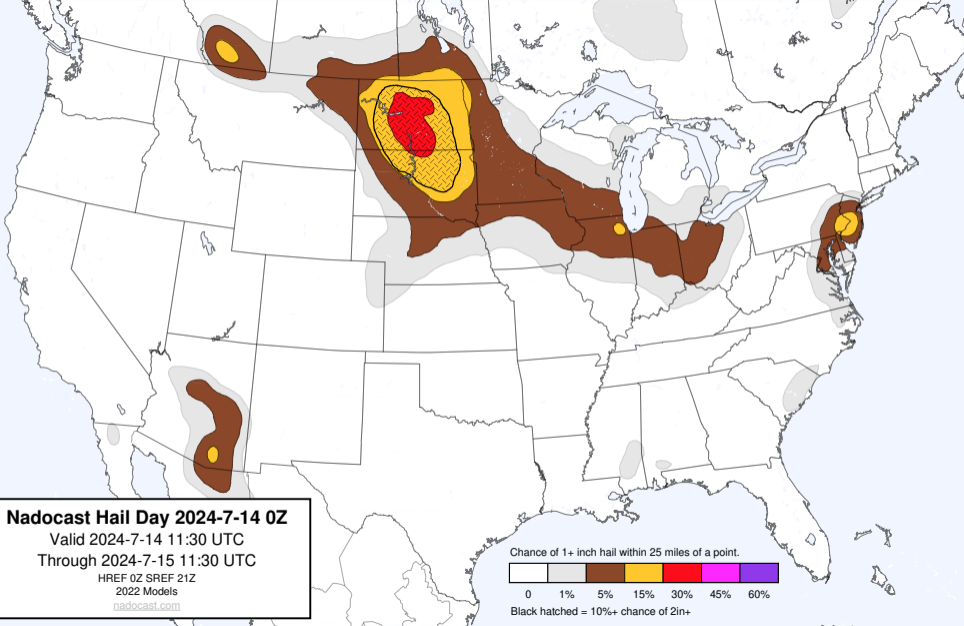 Nadocast Hail Day 2024-7-14 0Z
Valid 2024-7-14 11:30 UTC
Through 2024-7-15 11:30 UTC
HREF 0Z SREF 21Z
2022 Models
nadocast.com
Chance of 1+ inch hail within 25 miles of a point.
0 1% 5% 15% 30% 45% 60%
Black hatched = 10%+ chance of 2in+